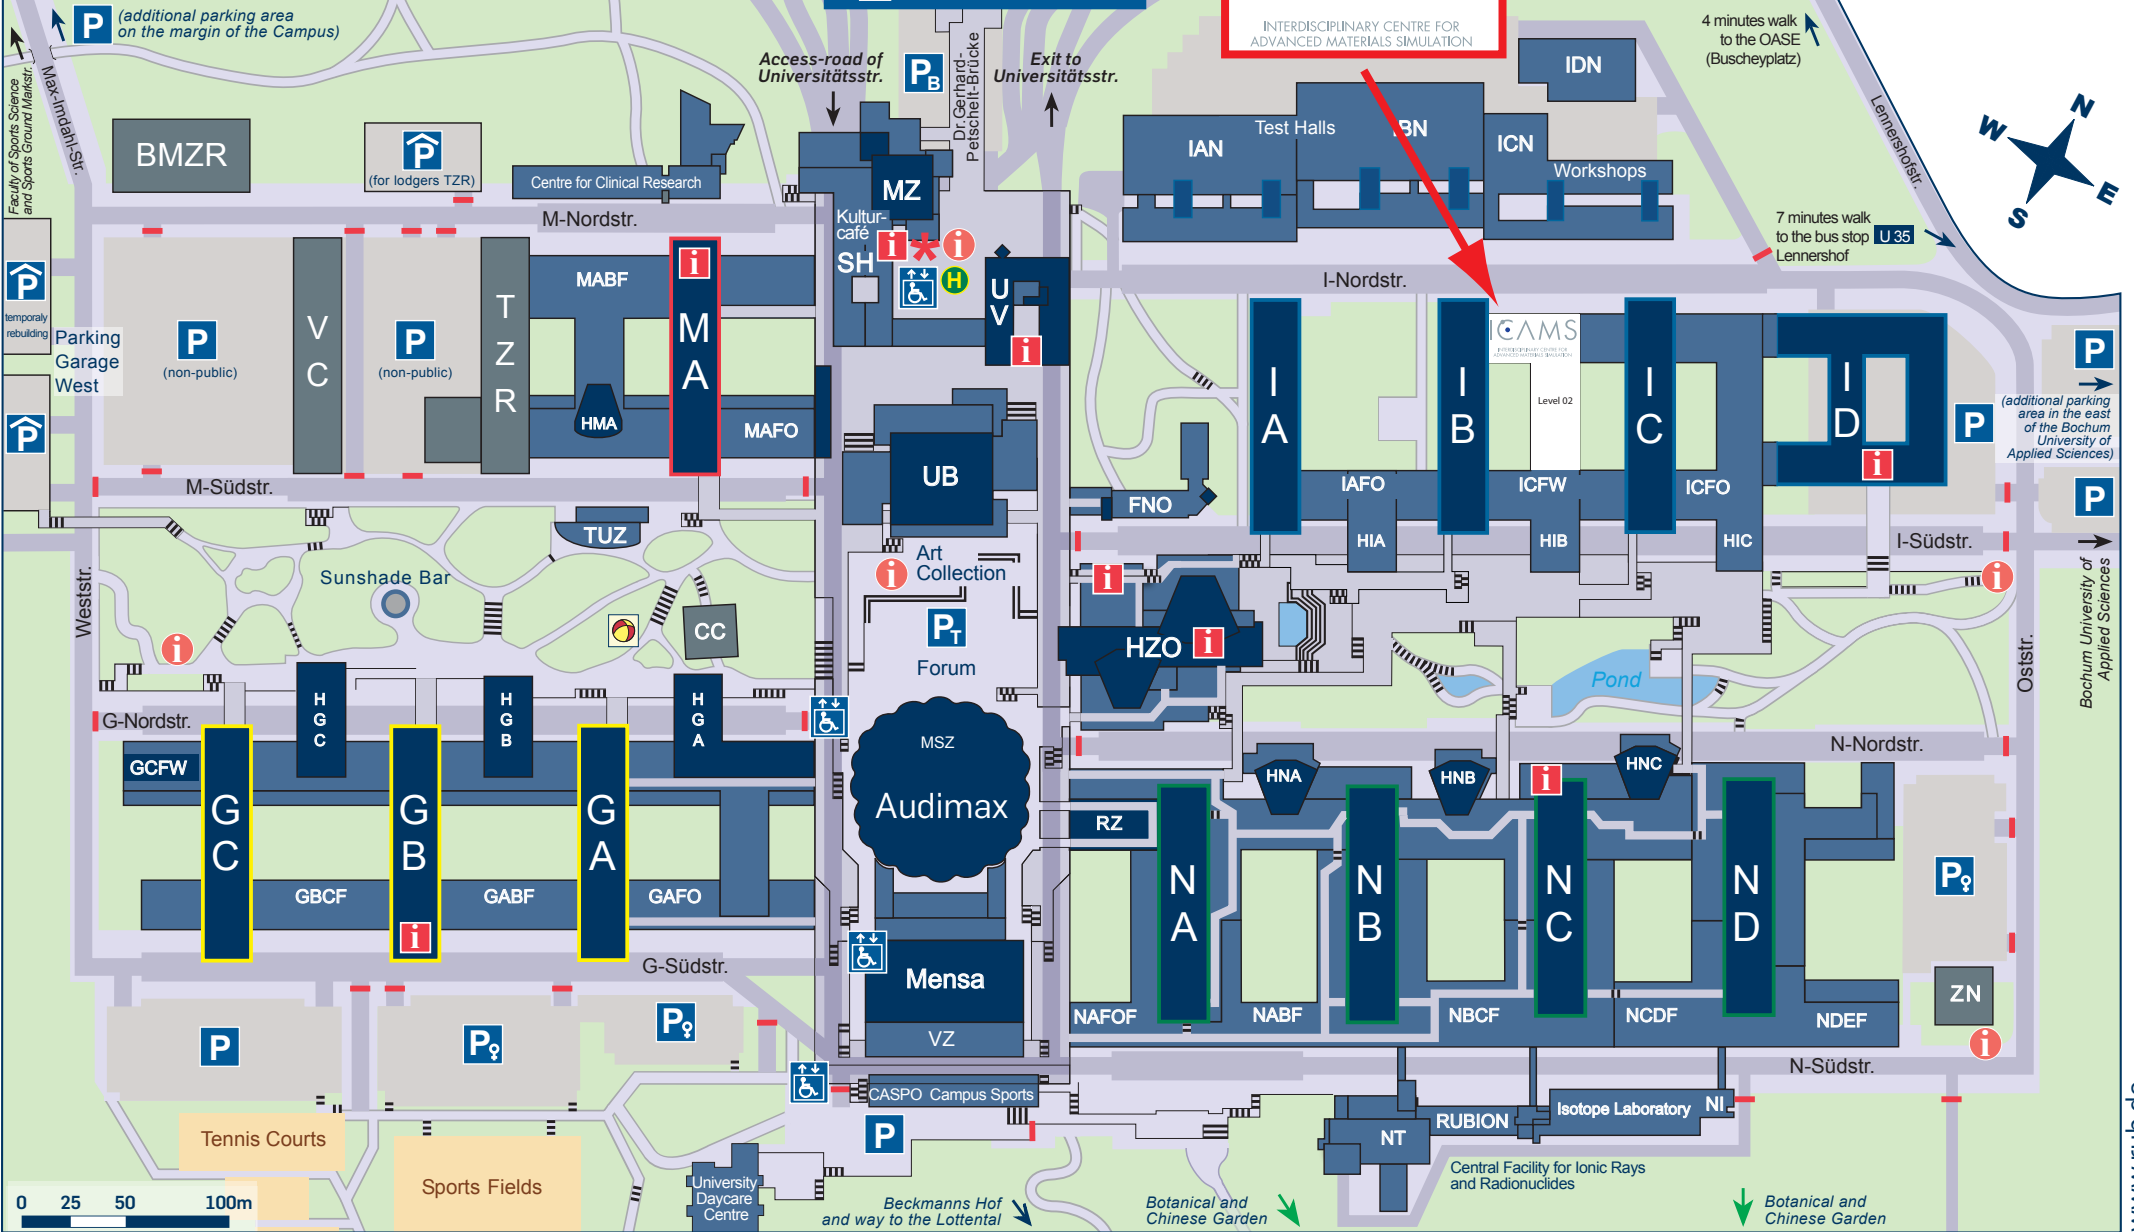 P
(additional parking area
on the margin of the Campus)
Faculty of Sports Science
and Sports Ground Markstr.
Max-Imdahl-Str.
Access-road of
Universitätsstr.
PB
Dr.Gerhard-
Petschelt-Brücke
Exit to
Universitätsstr.
INTERDISCIPLINARY CENTRE FOR
ADVANCED MATERIALS SIMULATION
4 minutes walk
to the OASE
(Buscheyplatz)
Lennershofstr.
N
W
E
S
IDN
BMZR
P
(for lodgers TZR)
Centre for Clinical Research
MZ
IAN
Test Halls
IBN
ICN
Workshops
M-Nordstr.
Kultur-
café
SH
i
*
i
H
U
V
i
7 minutes walk
to the bus stop U 35
Lennershof
I-Nordstr.
P
temporaly
rebuilding
Parking
Garage
West
P
P
(non-public)
V
C
P
(non-public)
T
Z
R
MABF
i
M
A
HMA
MAFO
UB
I
A
I
B
ICAMS
INTERDISCIPLINARY CENTRE FOR
ADVANCED MATERIALS SIMULATION
Level 02
I
C
I
D
i
P
P
(additional parking
area in the east
of the Bochum
University of
Applied Sciences)
P
M-Südstr.
FNO
IAFO
ICFW
ICFO
HIA
HIB
HIC
I-Südstr.
TUZ
Sunshade Bar
CC
Art
Collection
i
i
PT
Forum
HZO
i
Pond
i
i
Weststr.
Oststr.
Bochum University of
Applied Sciences
G-Nordstr.
H
G
C
H
G
B
H
G
A
GCFW
G
C
G
B
i
G
A
GBCF
GABF
GAFO
MSZ
Audimax
N-Nordstr.
HNA
HNB
HNC
i
RZ
N
A
N
B
N
C
N
D
P
G-Südstr.
Mensa
VZ
NAFOF
NABF
NBCF
NCDF
NDEF
ZN
i
P
P
P
N-Südstr.
CASPO Campus Sports
P
NT
RUBION
Isotope Laboratory
NI
Central Facility for Ionic Rays
and Radionuclides
Tennis Courts
Sports Fields
University
Daycare
Centre
0 25 50 100m
Beckmanns Hof
and way to the Lottental
Botanical and
Chinese Garden
Botanical and
Chinese Garden